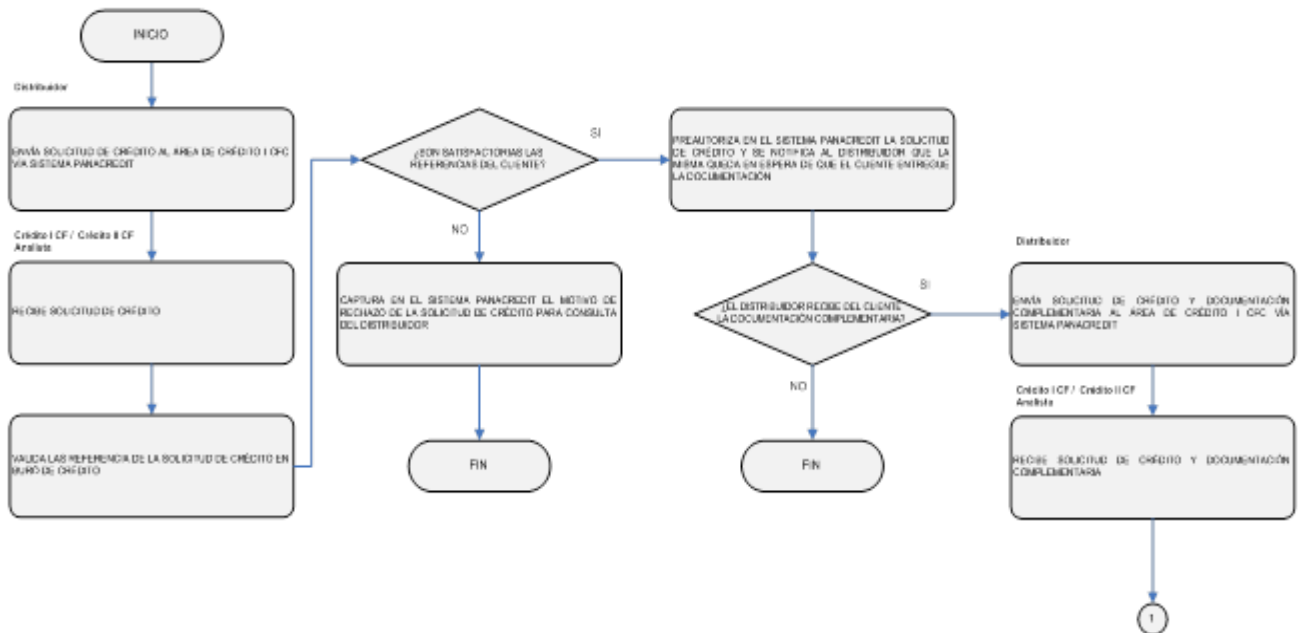 INICIO
Distribuidor
ENVÍA SOLICITUD DE CRÉDITO AL AREA DE CRÉDITO I CFC
VIA SISTEMA PANACREDIT
Crédito I CF / Crédito II CF
Analista
RECIBE SOLICITUD DE CRÉDITO
VALIDA LAS REFERENCIA DE LA SOLICITUD DE CRÉDITO EN
BURÓ DE CRÉDITO
¿SON SATISFACTORIAS LAS
REFERENCIAS DEL CLIENTE?
SI
NO
CAPTURA EN EL SISTEMA PANACREDIT EL MOTIVO DE
RECHAZO DE LA SOLICITUD DE CRÉDITO PARA CONSULTA
DEL DISTRIBUIDOR
FIN
PREAUTORIZA EN EL SISTEMA PANACREDIT LA SOLICITUD
DE CRÉDITO Y SE NOTIFICA AL DISTRIBUIDOR QUE LA
MISMA QUEDA EN ESPERA DE QUE EL CLIENTE ENTREGUE
LA DOCUMENTACIÓN
¿EL DISTRIBUIDOR RECIBE DEL CLIENTE
LA DOCUMENTACIÓN COMPLEMENTARIA?
SI
NO
FIN
Distribuidor
ENVÍA SOLICITUD DE CRÉDITO Y DOCUMENTACIÓN
COMPLEMENTARIA AL ÁREA DE CRÉDITO I CFC VÍA
SISTEMA PANACREDIT
Crédito I CF / Crédito II CF
Analista
RECIBE SOLICITUD DE CRÉDITO Y DOCUMENTACIÓN
COMPLEMENTARIA
1